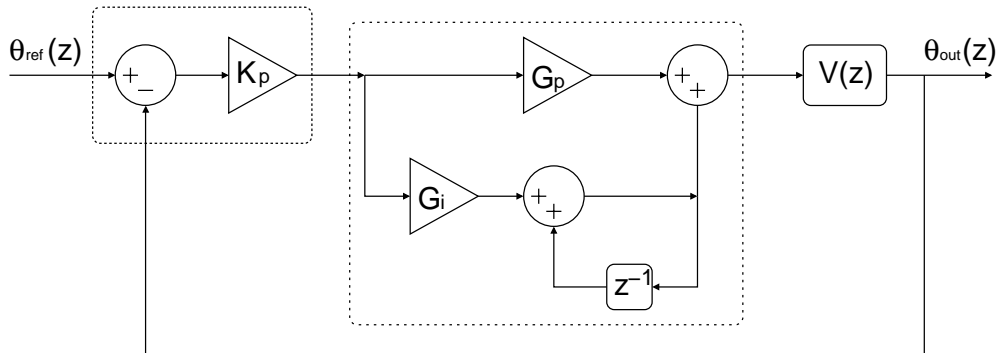 θref(z)
+
−
Kp
Gp
+
+
V(z)
θout(z)
Gi
+
+
z−1